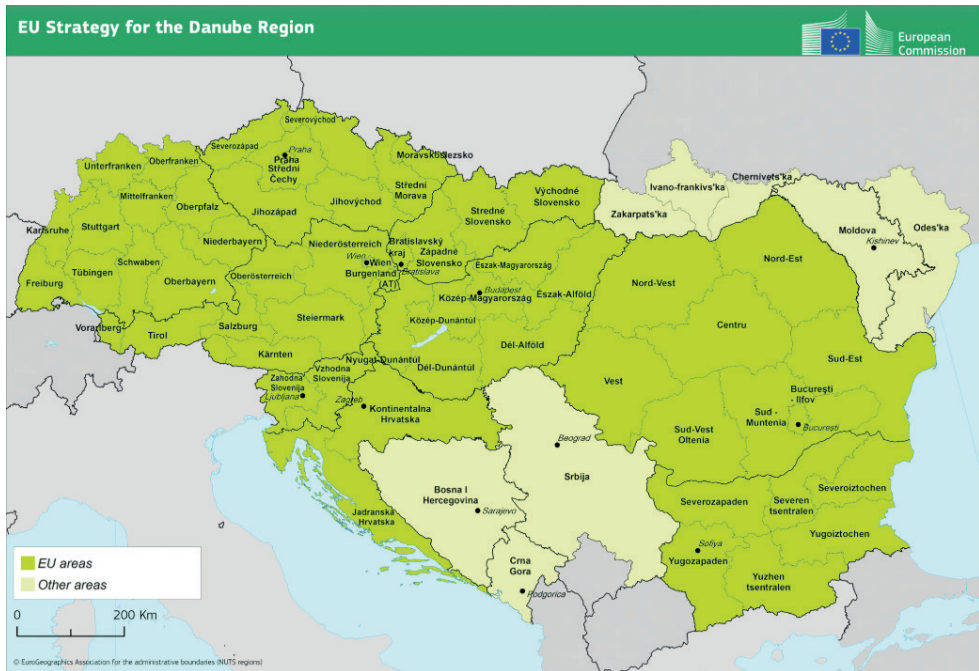 EU Strategy for the Danube Region
European
Commission
Severovýchod
Severozápad
Praha
Praha
Střední
Čechy
Moravskoslezsko
Jihozápad
Jihovýchod
Střední
Morava
Unterfranken
Oberfranken
Mittelfranken
Oberpfalz
Karlsruhe
Stuttgart
Niederbayern
Schwaben
Tübingen
Oberbayern
Freiburg
Vorarlberg
Tirol
Salzburg
Oberösterreich
Niederösterreich
Wien
Wien
Burgenland
(AT)
Steiermark
Kärnten
Bratislavský
kraj
Bratislava
Západné
Slovensko
Stredné
Slovensko
Východné
Slovensko
Észak-Magyarország
Budapest
Közép-Magyarország
Észak-Alföld
Közép-Dunántúl
Dél-Alföld
Nyugat-Dunántúl
Dél-Dunántúl
Zahodna
Slovenija
Ljubljana
Vzhodna
Slovenija
Zagreb
Kontinentalna
Hrvatska
Jadranska
Hrvatska
Bosna I
Hercegovina
Sarajevo
Crna
Gora
Podgorica
Beograd
Srbija
Zakarpats'ka
Ivano-frankivs'ka
Chernivets'ka
Moldova
Kishinev
Odes'ka
Nord-Vest
Nord-Est
Centru
Sud-Est
Vest
Sud-Vest
Oltenia
Sud -
Muntenia
Bucureşti
- Ilfov
Bucureşti
Severozapaden
Severen
tsentralen
Severoiztochen
Sofiya
Yugozapaden
Yugoiztochen
Yuzhen
tsentralen
EU areas
Other areas
0 200 Km
© EuroGeographics Association for the administrative boundaries (NUTS regions)